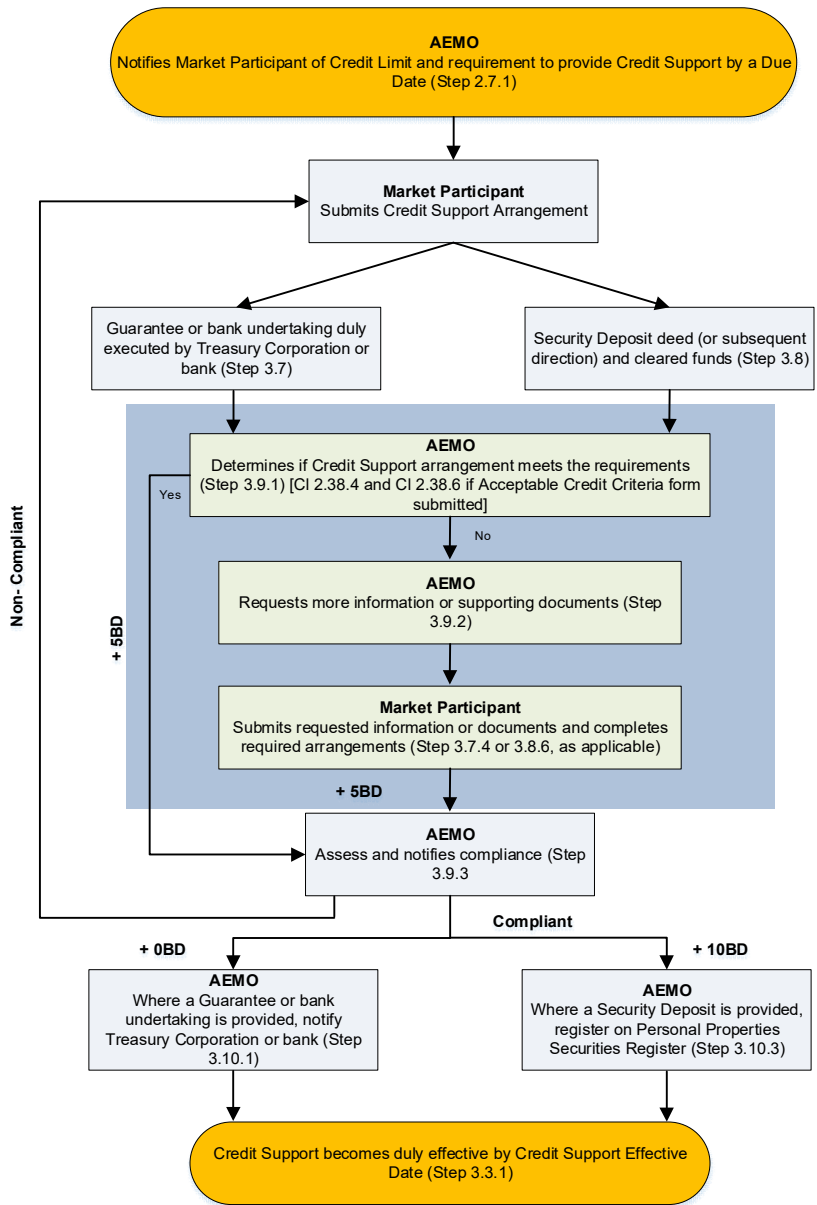 AEMO
Notifies Market Participant of Credit Limit and requirement to provide Credit Support by a Due
Date (Step 2.7.1)
Market Participant
Submits Credit Support Arrangement
Guarantee or bank undertaking duly
executed by Treasury Corporation or
bank (Step 3.7)
Security Deposit deed (or subsequent
direction) and cleared funds (Step 3.8)
AEMO
Determines if Credit Support arrangement meets the requirements
(Step 3.9.1) [Cl 2.38.4 and Cl 2.38.6 if Acceptable Credit Criteria form
submitted]
Yes
No
Non- Compliant
+ 5BD
AEMO
Requests more information or supporting documents (Step
3.9.2)
Market Participant
Submits requested information or documents and completes
required arrangements (Step 3.7.4 or 3.8.6, as applicable)
+ 5BD
AEMO
Assess and notifies compliance (Step
3.9.3
Compliant
+ 0BD
+ 10BD
AEMO
Where a Guarantee or bank
undertaking is provided, notify
Treasury Corporation or bank (Step
3.10.1)
AEMO
Where a Security Deposit is provided,
register on Personal Properties
Securities Register (Step 3.10.3)
Credit Support becomes duly effective by Credit Support Effective
Date (Step 3.3.1)